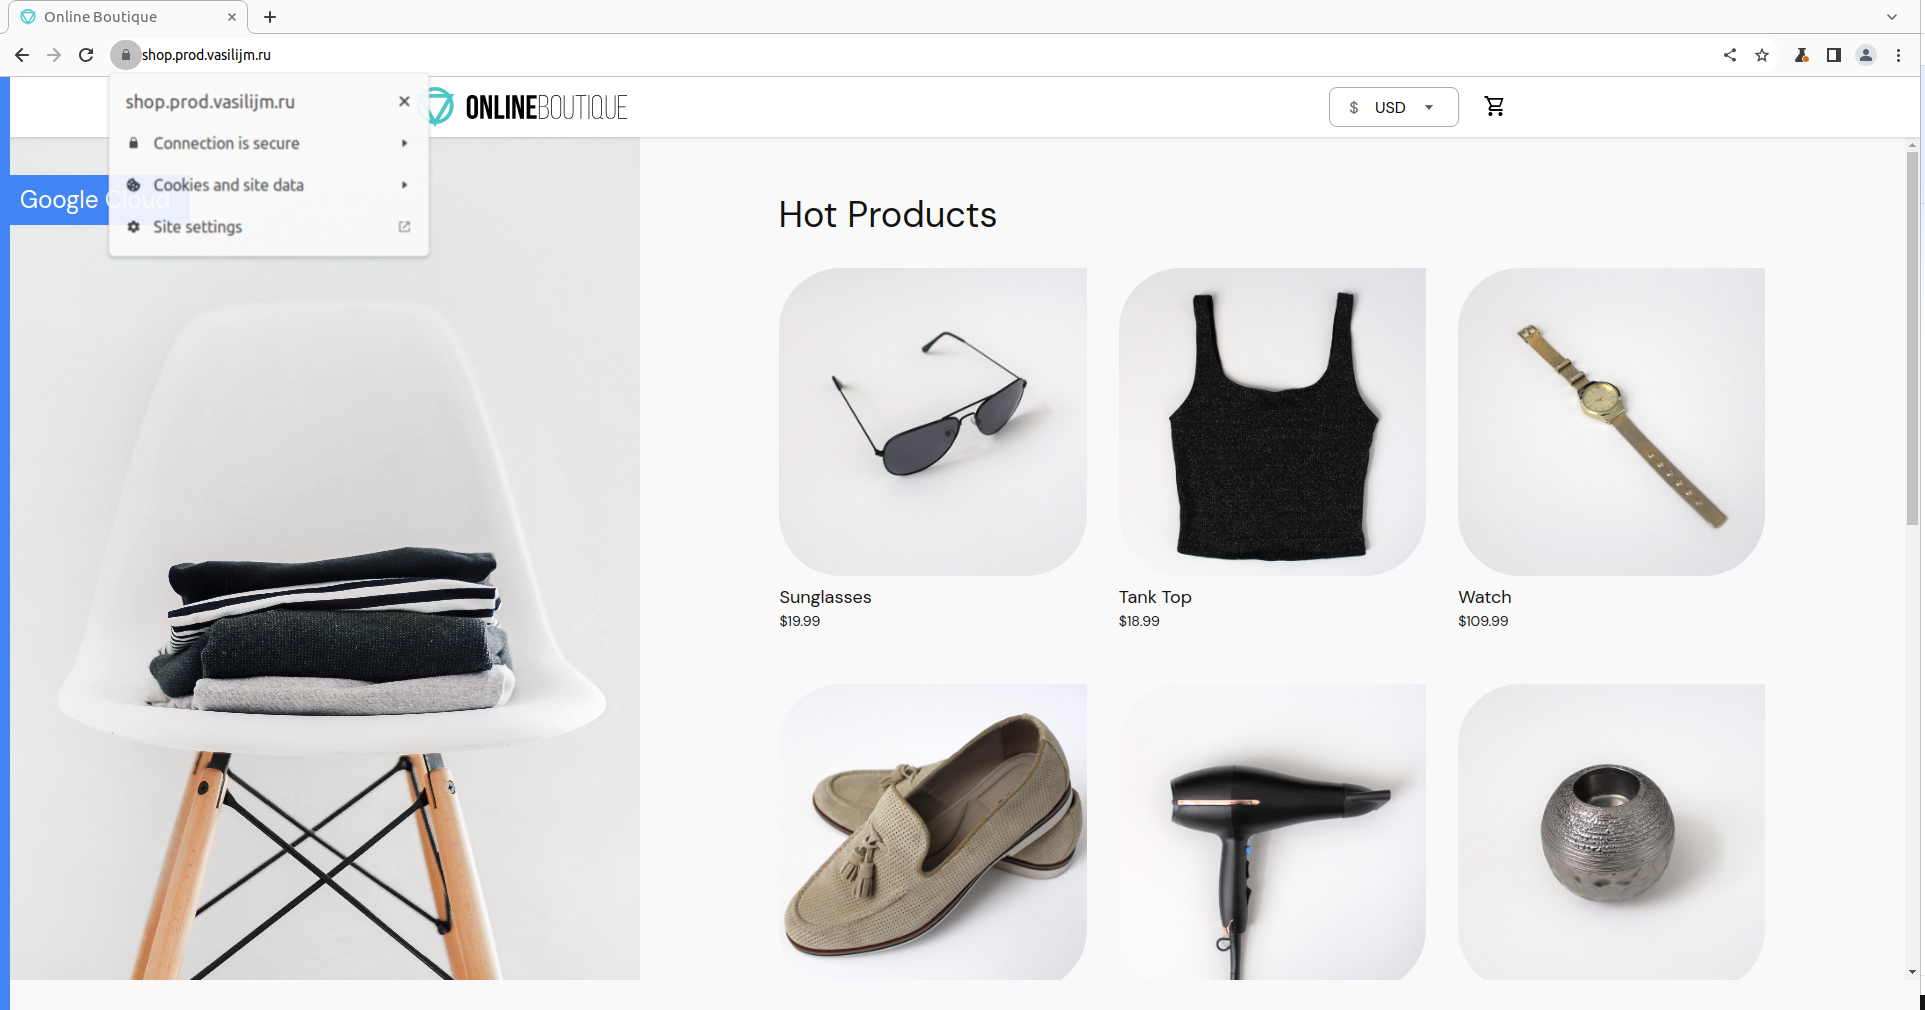 Online Boutique
shop.prod.vasilijm.ru
shop.prod.vasilijm.ru
Connection is secure
Cookies and site data
Site settings
ONLINEBOUTIQUE
$ USD
Google Cloud
Hot Products
Sunglasses
$19.99
Tank Top
$18.99
Watch
$109.99